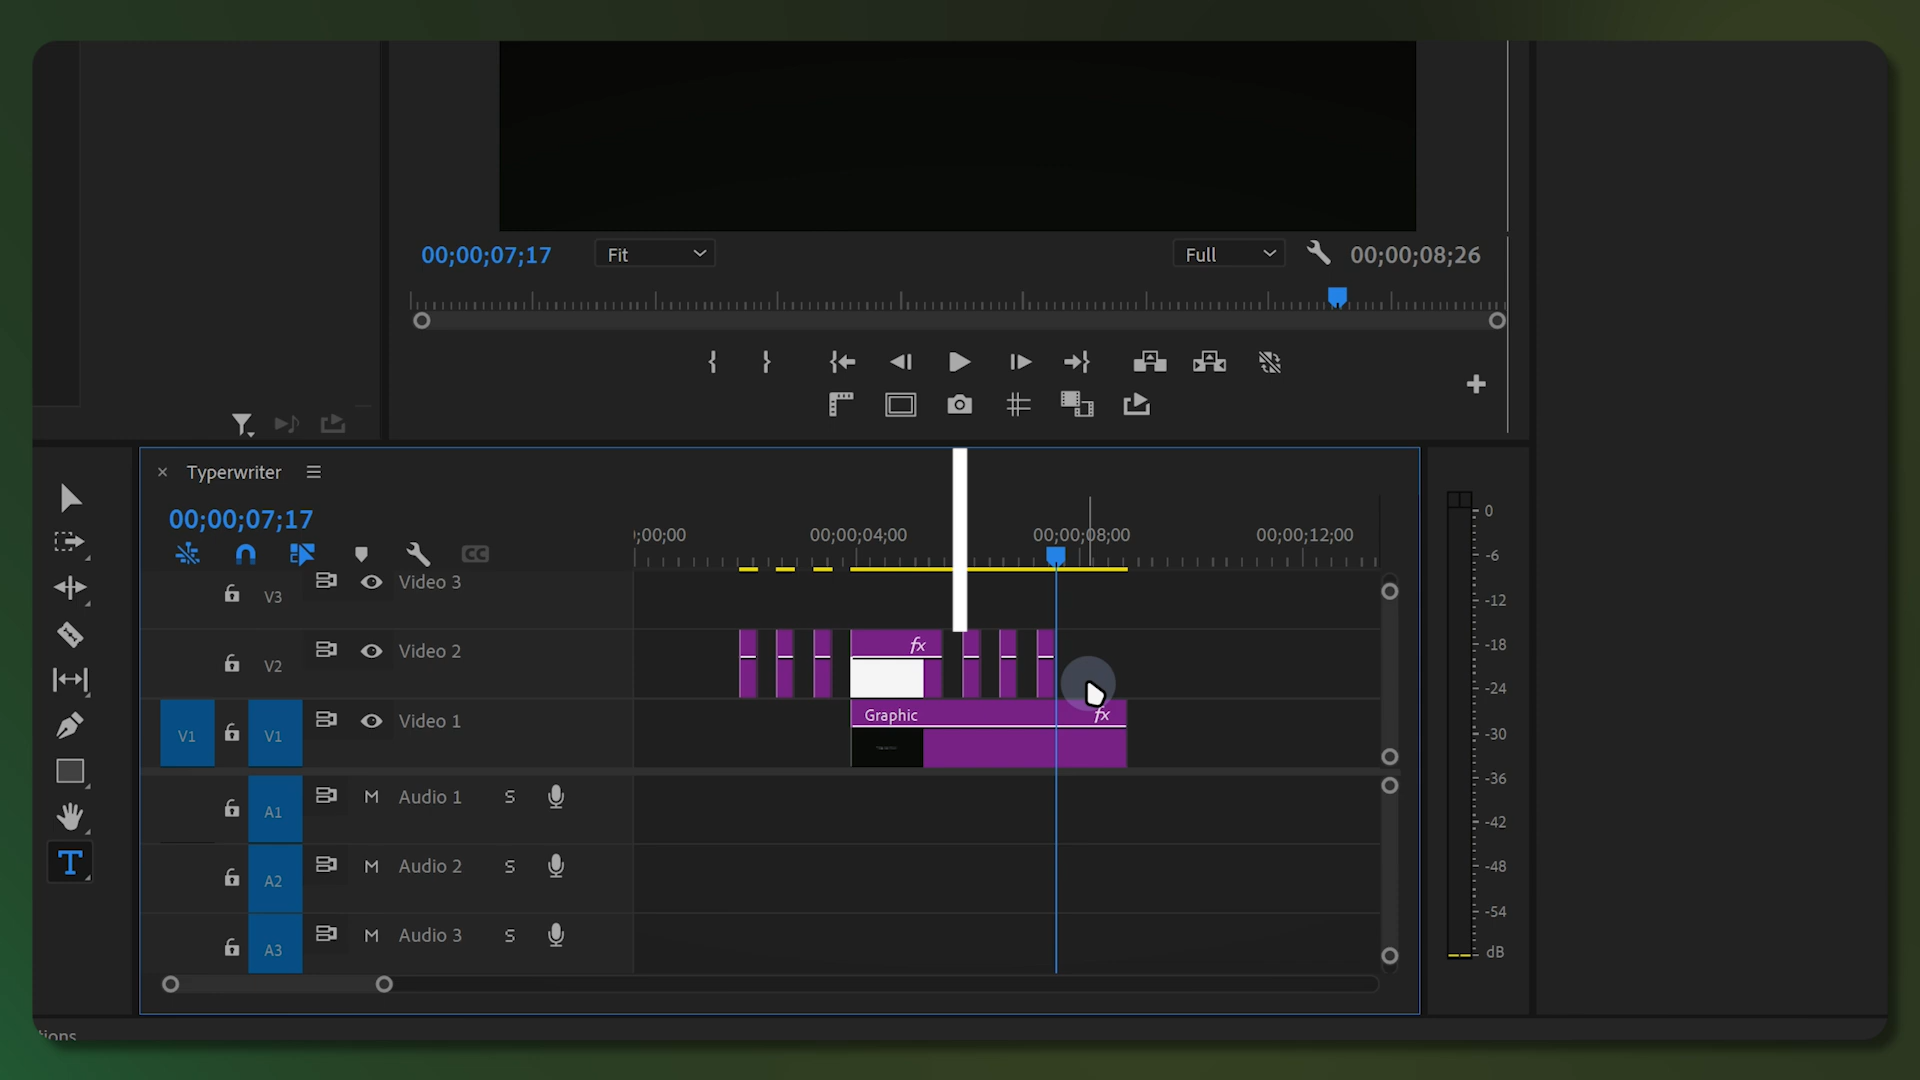 00;00;07;17
Fit
Full
00;00;08;26
Typerwriter
00;00;07;17
;00;00
00;00;04;00
00;00;08;00
00;00;12;00
CC
V3
Video 3
V2
Video 2
fx
V1
V1
Video 1
Graphic
fx
A1
M
Audio 1
S
A2
M
Audio 2
S
A3
M
Audio 3
S
T
0
-6
-12
-18
-24
-30
-36
-42
-48
-54
dB
tions